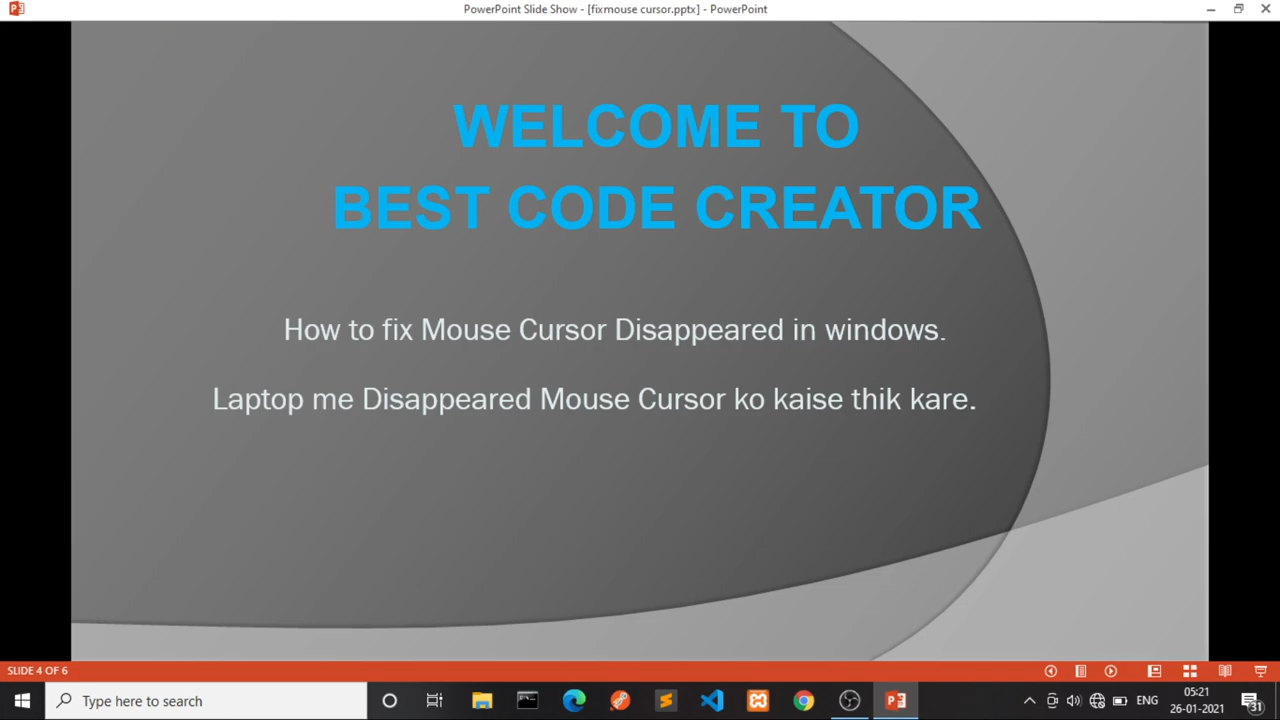 PowerPoint Slide Show - [fixmouse cursor.pptx] - PowerPoint
WELCOME TO
BEST CODE CREATOR
How to fix Mouse Cursor Disappeared in windows.
Laptop me Disappeared Mouse Cursor ko kaise thik kare.
SLIDE 4 OF 6
Type here to search
ENG
05:21
26-01-2021
31